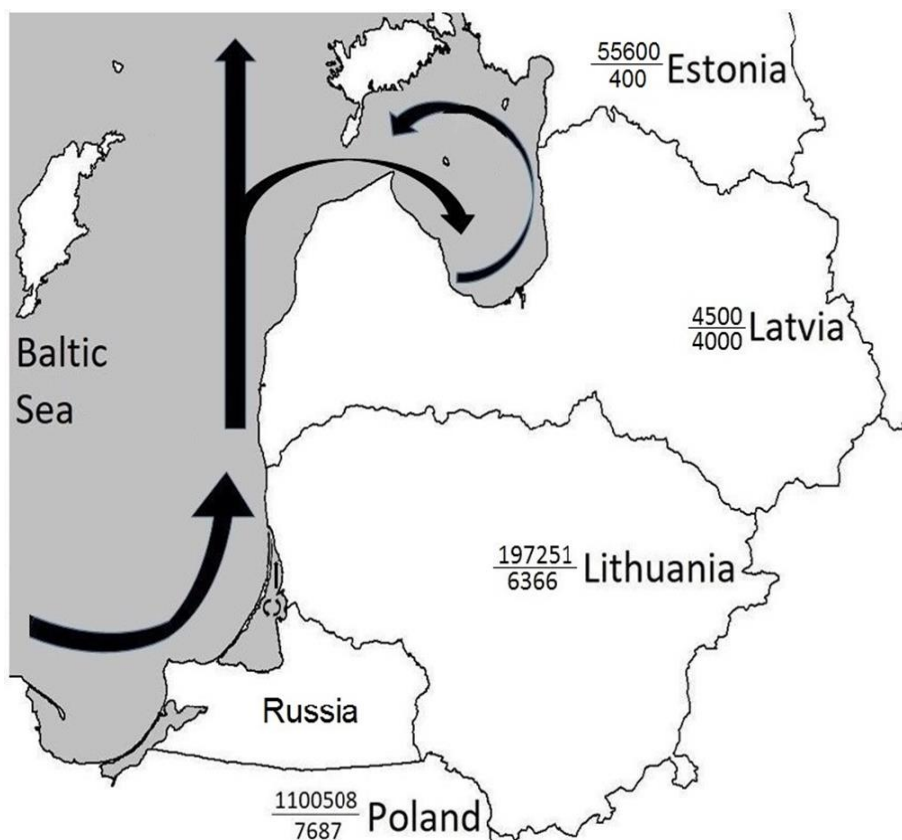 55600
400
Estonia
4500
4000
Latvia
Baltic
Sea
197251
6366
Lithuania
Russia
1100508
7687
Poland